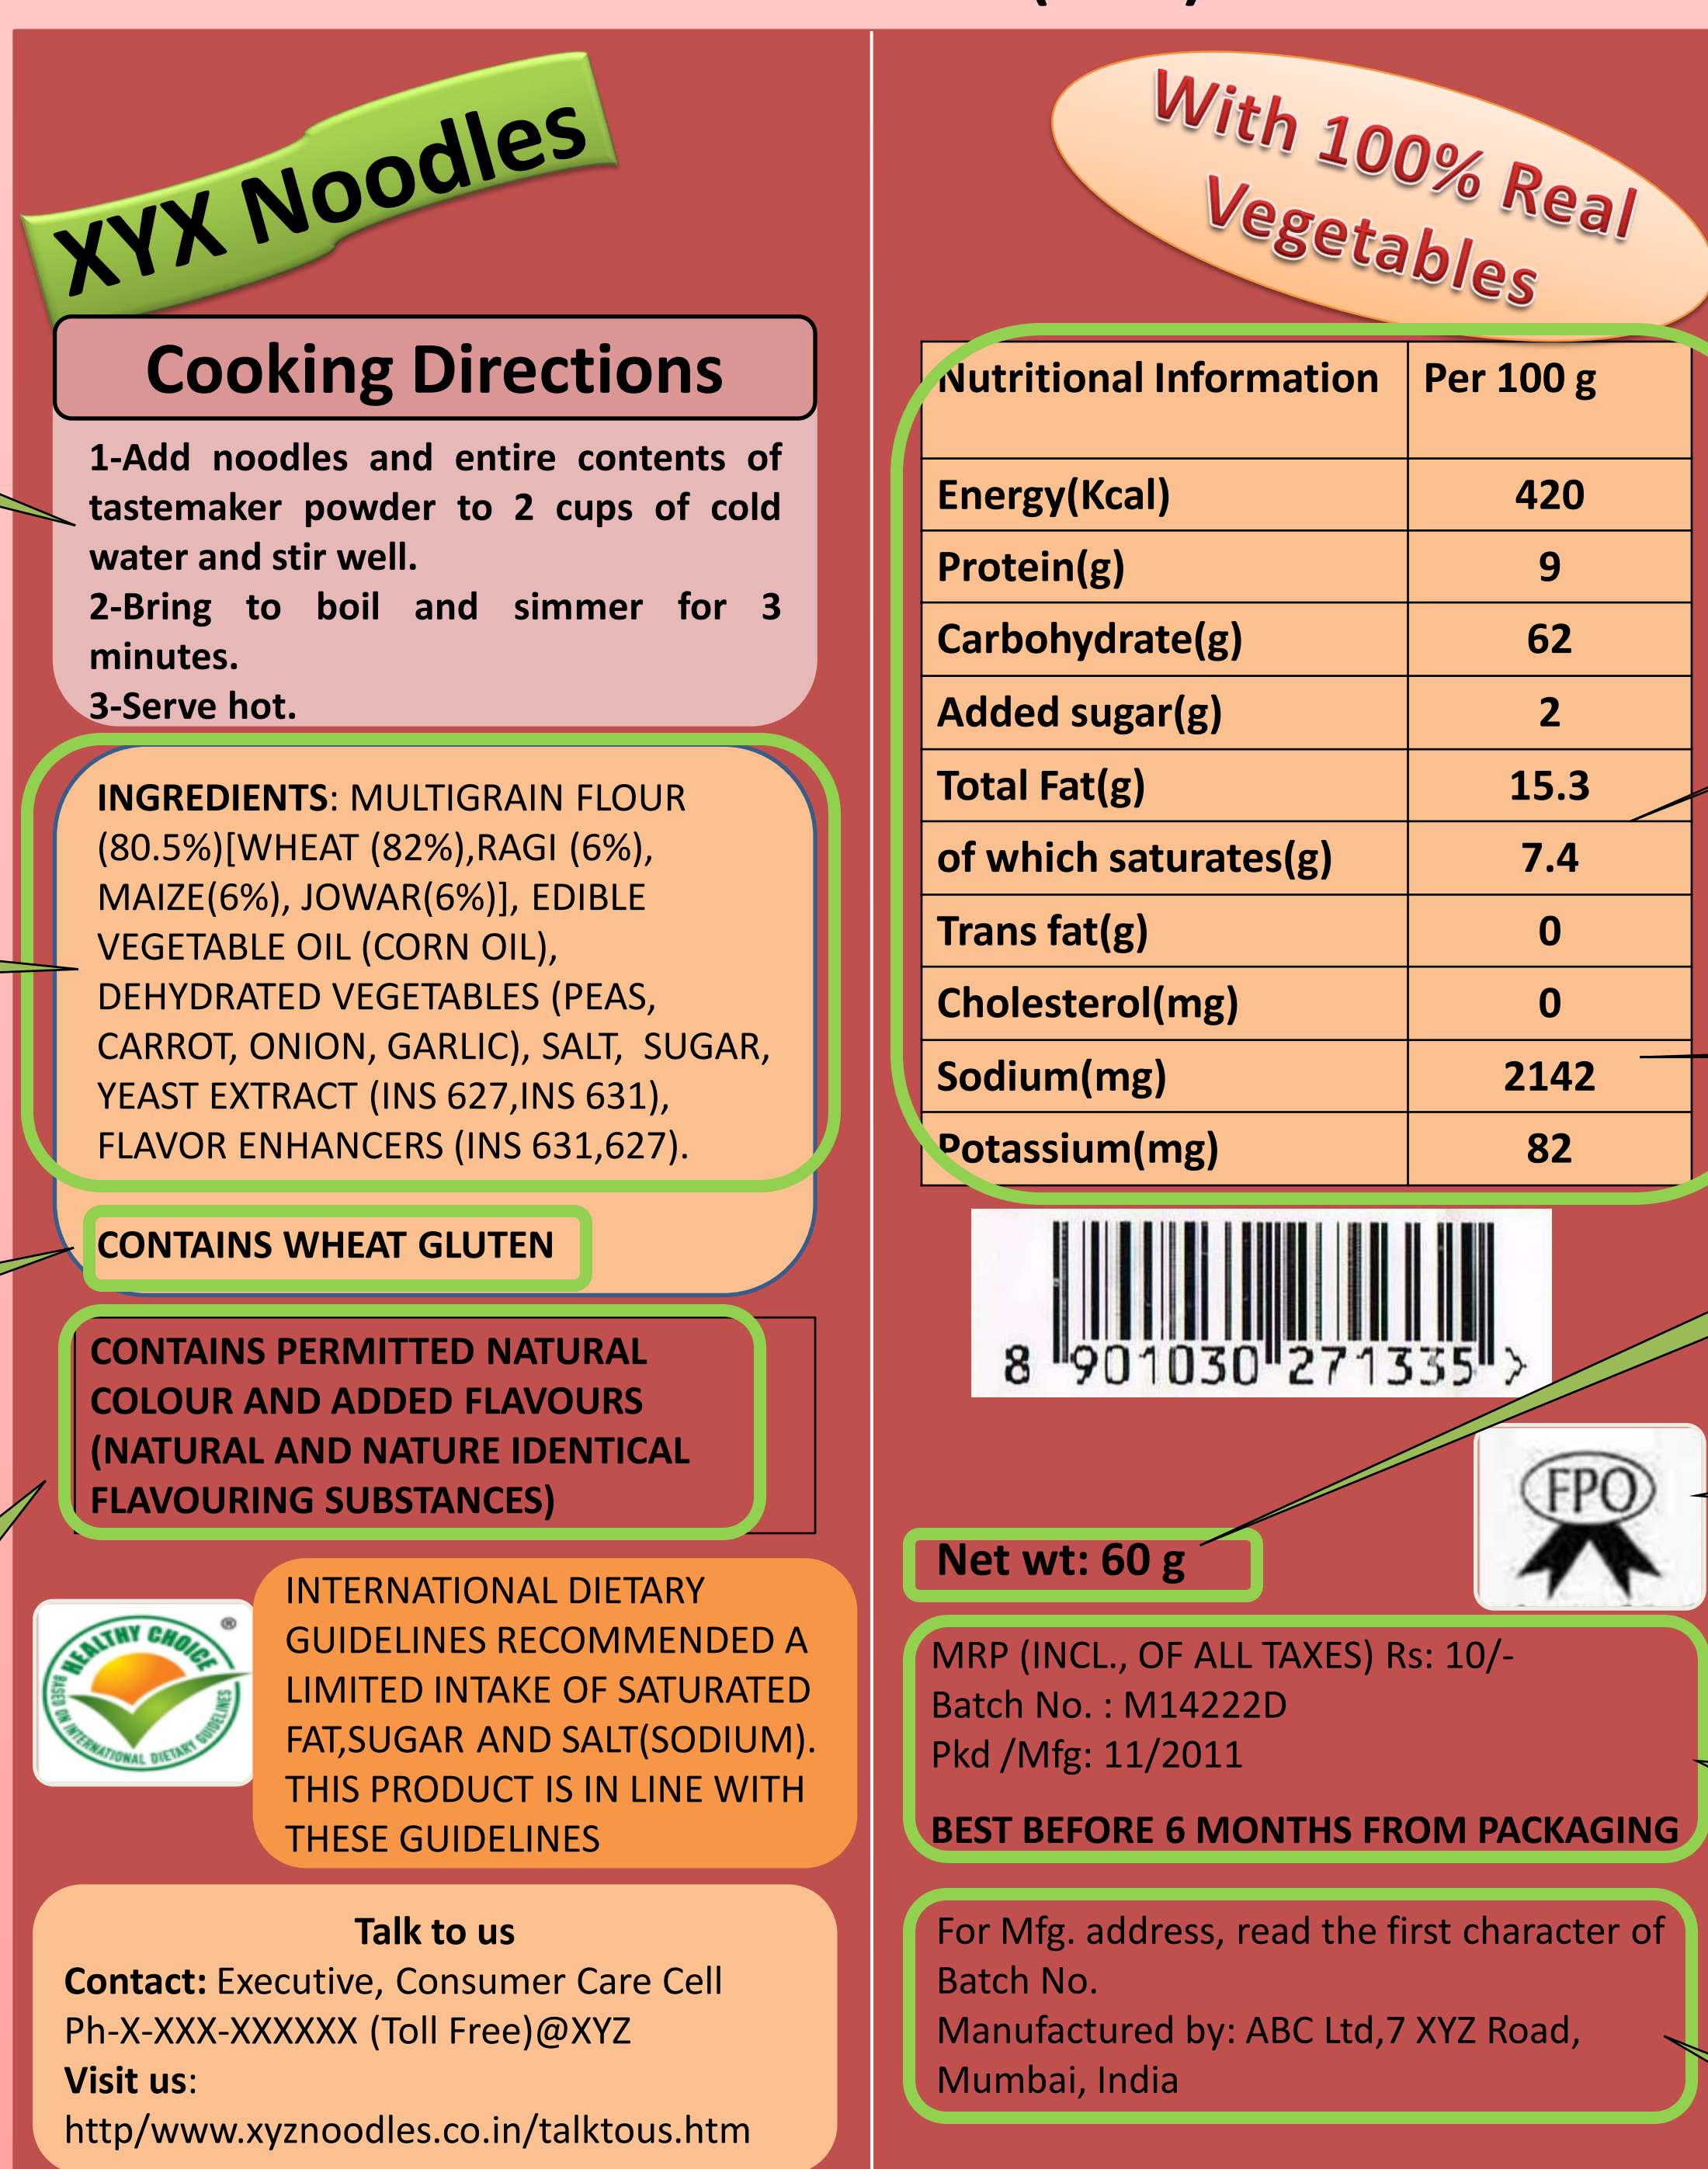 XYX Noodles
Cooking Directions
1-Add noodles and entire contents of
tastemaker powder to 2 cups of cold
water and stir well.
2-Bring to boil and simmer for 3
minutes.
3-Serve hot.
INGREDIENTS: MULTIGRAIN FLOUR
(80.5%)[WHEAT (82%),RAGI (6%),
MAIZE(6%), JOWAR(6%)], EDIBLE
VEGETABLE OIL (CORN OIL),
DEHYDRATED VEGETABLES (PEAS,
CARROT, ONION, GARLIC), SALT, SUGAR,
YEAST EXTRACT (INS 627,INS 631),
FLAVOR ENHANCERS (INS 631,627).
CONTAINS WHEAT GLUTEN
CONTAINS PERMITTED NATURAL
COLOUR AND ADDED FLAVOURS
(NATURAL AND NATURE IDENTICAL
FLAVOURING SUBSTANCES)
HEALTHY CHOICE ®
BASED ON INTERNATIONAL DIETARY GUIDELINES
INTERNATIONAL DIETARY
GUIDELINES RECOMMENDED A
LIMITED INTAKE OF SATURATED
FAT,SUGAR AND SALT(SODIUM).
THIS PRODUCT IS IN LINE WITH
THESE GUIDELINES
Talk to us
Contact: Executive, Consumer Care Cell
Ph-X-XXX-XXXXXX (Toll Free)@XYZ
Visit us:
http/www.xyznoodles.co.in/talktous.htm
With 100% Real
Vegetables
Nutritional Information Per 100 g
Energy(Kcal) 420
Protein(g) 9
Carbohydrate(g) 62
Added sugar(g) 2
Total Fat(g) 15.3
of which saturates(g) 7.4
Trans fat(g) 0
Cholesterol(mg) 0
Sodium(mg) 2142
Potassium(mg) 82
8 901030 271335 >
FPO
Net wt: 60 g
MRP (INCL., OF ALL TAXES) Rs: 10/-
Batch No. : M14222D
Pkd /Mfg: 11/2011
BEST BEFORE 6 MONTHS FROM PACKAGING
For Mfg. address, read the first character of
Batch No.
Manufactured by: ABC Ltd,7 XYZ Road,
Mumbai, India